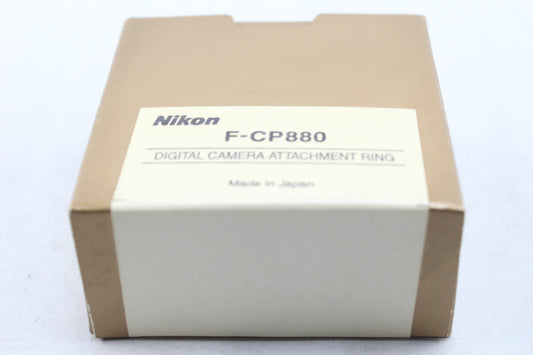 Nikon
F-CP880
DIGITAL CAMERA ATTACHMENT RING
Made in Japan